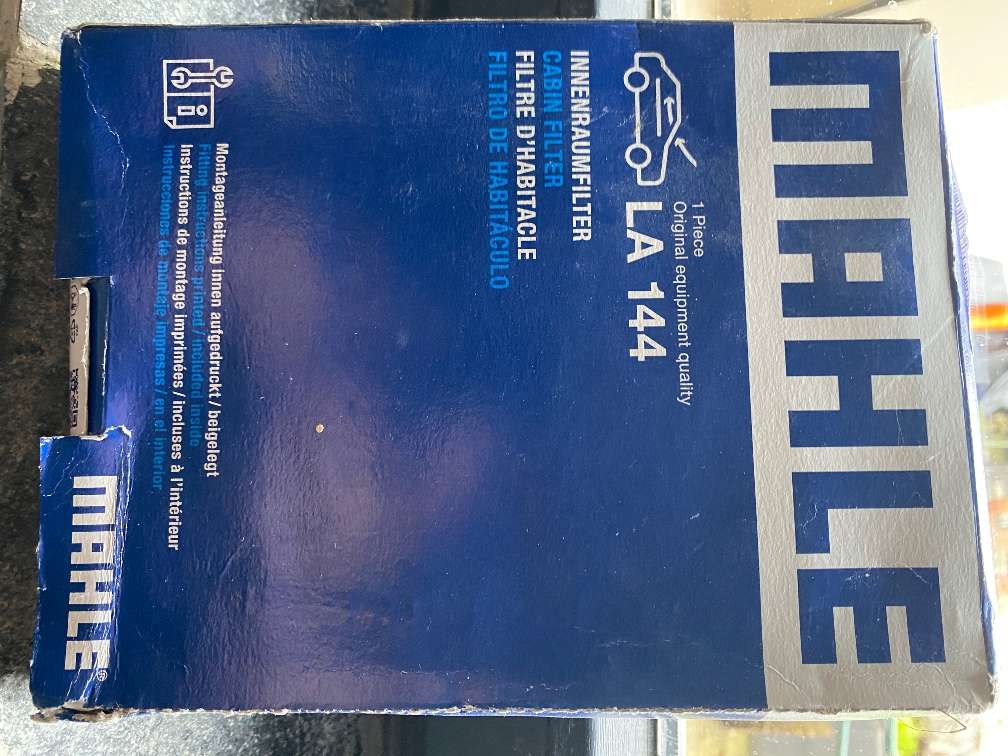 MAHLE
1 Piece
Original equipment quality
LA 144
INNENRAUMFILTER
CABIN FILTER
FILTRE D'HABITACLE
FILTRO DE HABITÁCULO
Montageanleitung innen aufgedruckt / beigelegt
Fitting instructions printed / included inside
Instructions de montage imprimées / incluses à l'intérieur
Instrucciones de montaje impresas / en el interior
MAHLE®